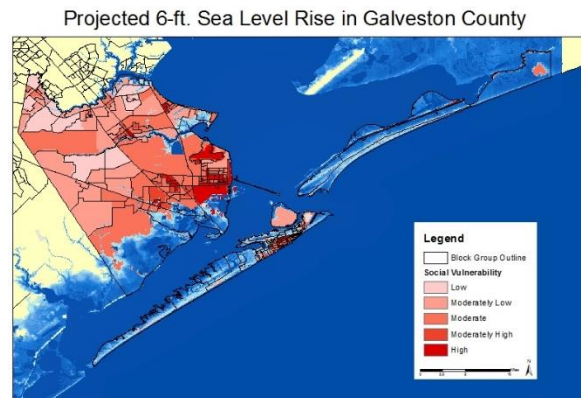 Projected 6-ft. Sea Level Rise in Galveston County
Legend
Block Group Outline
Social Vulnerability
Low
Moderately Low
Moderate
Moderately High
High
N